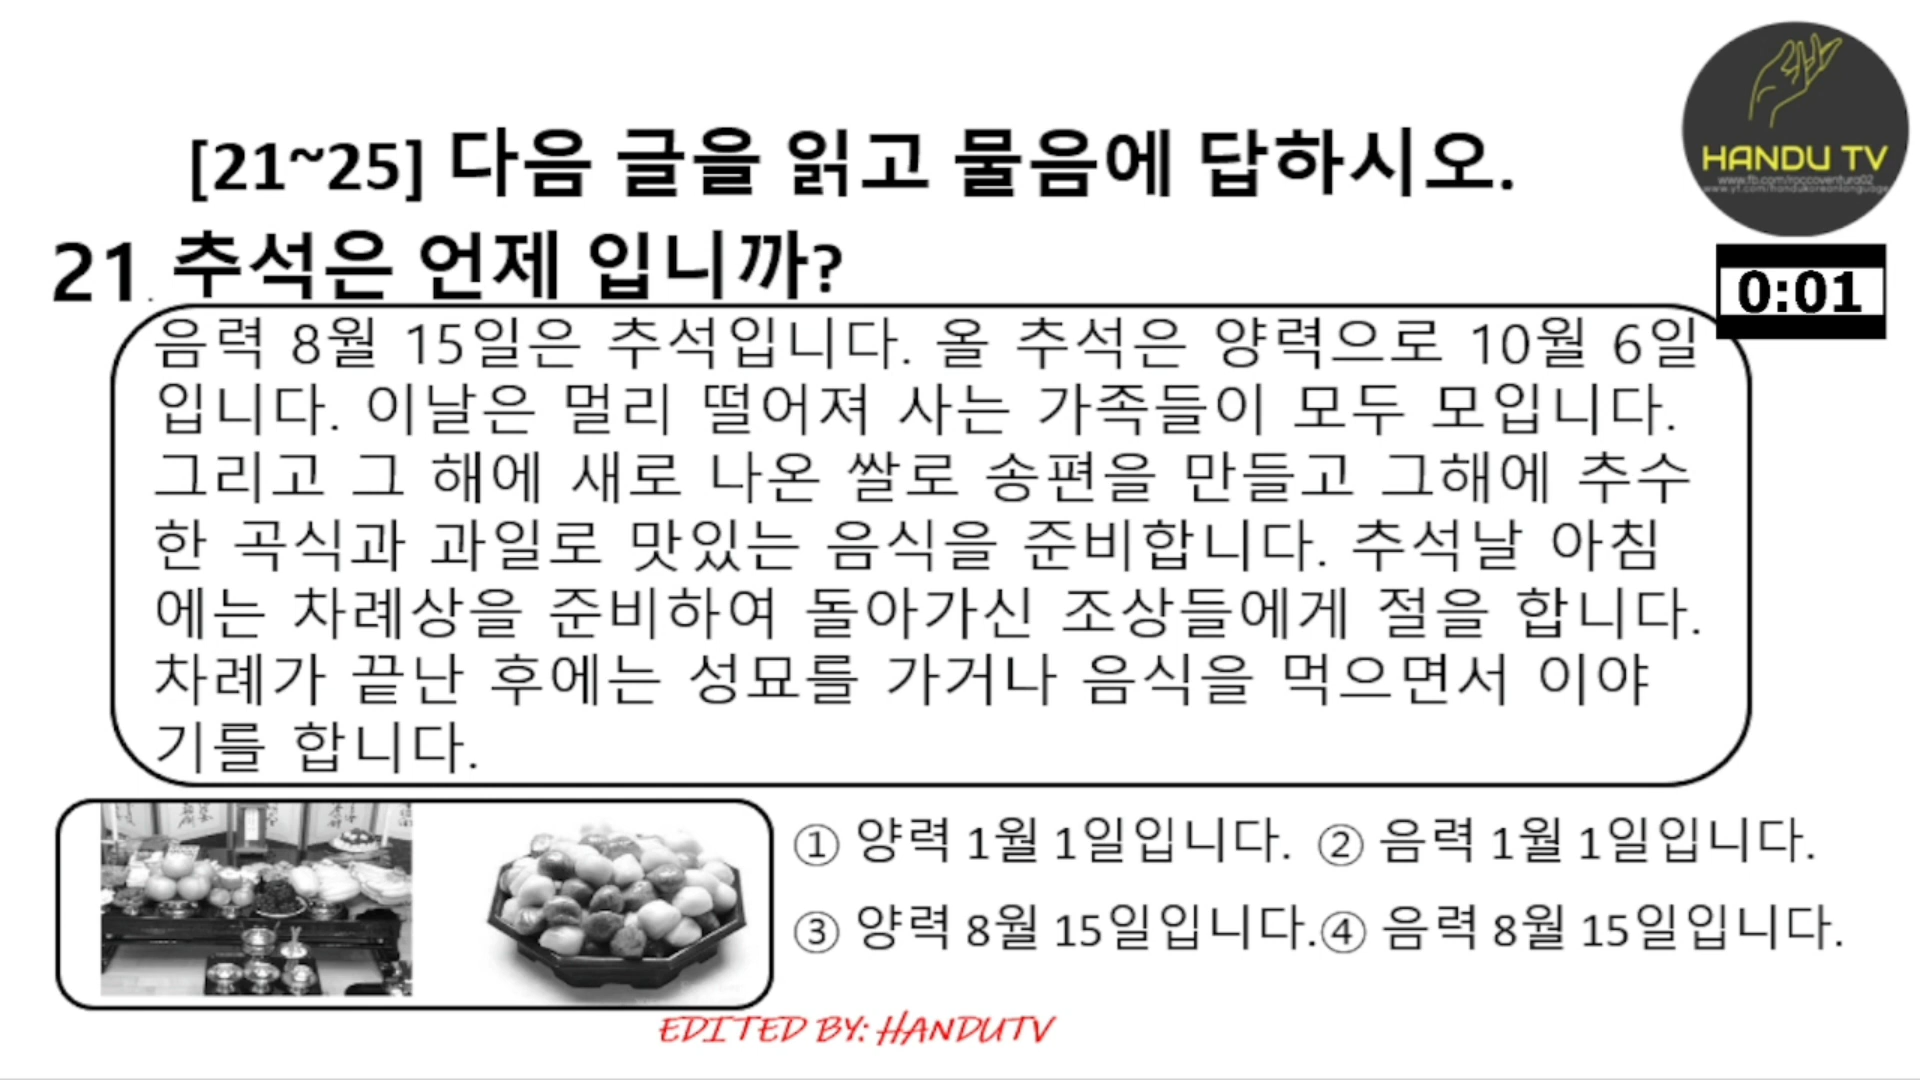 [21~25] 다음 글을 읽고 물음에 답하시오.
HANDU TV
www.fb.com/roccoventura02
www.yt.com/handukoreanlanguage
21. 추석은 언제 입니까?
0:01
음력 8월 15일은 추석입니다. 올 추석은 양력으로 10월 6일
입니다. 이날은 멀리 떨어져 사는 가족들이 모두 모입니다.
그리고 그 해에 새로 나온 쌀로 송편을 만들고 그해에 추수
한 곡식과 과일로 맛있는 음식을 준비합니다. 추석날 아침
에는 차례상을 준비하여 돌아가신 조상들에게 절을 합니다.
차례가 끝난 후에는 성묘를 가거나 음식을 먹으면서 이야
기를 합니다.
① 양력 1월 1일입니다. ② 음력 1월 1일입니다.
③ 양력 8월 15일입니다.④ 음력 8월 15일입니다.
EDITED BY: HANDUTV